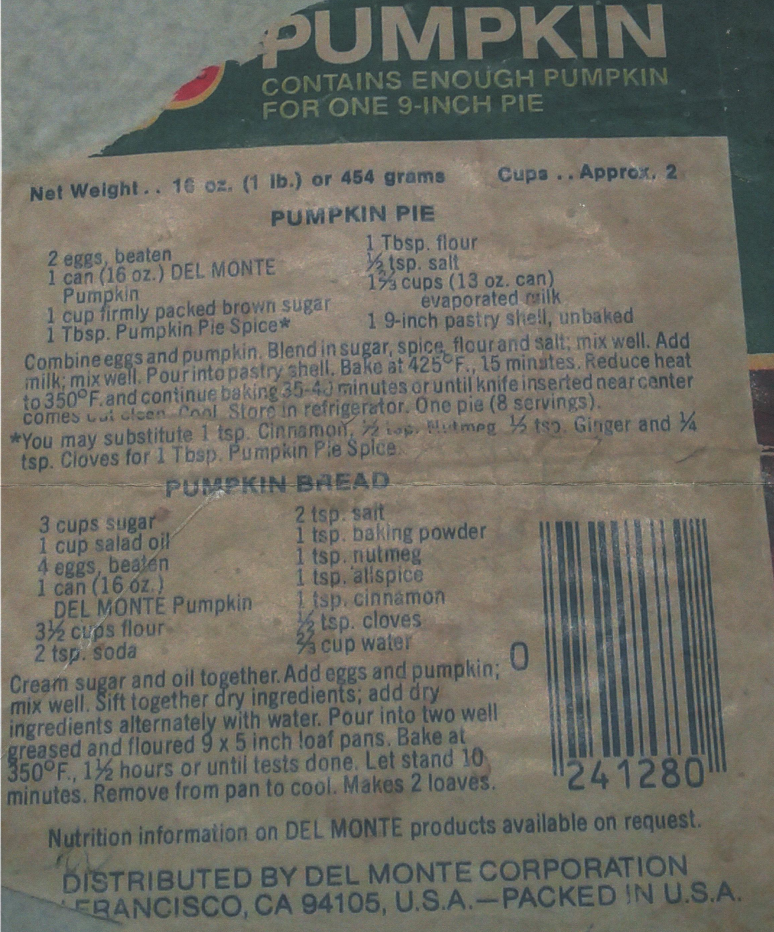 PUMPKIN
CONTAINS ENOUGH PUMPKIN
FOR ONE 9-INCH PIE
Net Weight . . 16 oz. (1 lb.) or 454 grams Cups . . Approx. 2
PUMPKIN PIE
2 eggs, beaten
1 can (16 oz.) DEL MONTE
Pumpkin
1 cup firmly packed brown sugar
1 Tbsp. Pumpkin Pie Spice*
1 Tbsp. flour
½ tsp. salt
1⅔ cups (13 oz. can)
evaporated milk
1 9-inch pastry shell, unbaked
Combine eggs and pumpkin. Blend in sugar, spice, flour and salt; mix well. Add
milk; mix well. Pour into pastry shell. Bake at 425°F., 15 minutes. Reduce heat
to 350°F. and continue baking 35-40 minutes or until knife inserted near center
comes out clean. Cool. Store in refrigerator. One pie (8 servings).
*You may substitute 1 tsp. Cinnamon, ½ tsp. Nutmeg, ½ tsp. Ginger and ¼
tsp. Cloves for 1 Tbsp. Pumpkin Pie Spice.
PUMPKIN BREAD
3 cups sugar
1 cup salad oil
4 eggs, beaten
1 can (16 oz.)
DEL MONTE Pumpkin
3½ cups flour
2 tsp. soda
2 tsp. salt
1 tsp. baking powder
1 tsp. nutmeg
1 tsp. allspice
1 tsp. cinnamon
½ tsp. cloves
⅔ cup water
Cream sugar and oil together. Add eggs and pumpkin;
mix well. Sift together dry ingredients; add dry
ingredients alternately with water. Pour into two well
greased and floured 9 x 5 inch loaf pans. Bake at
350°F., 1½ hours or until tests done. Let stand 10
minutes. Remove from pan to cool. Makes 2 loaves.
0
241280
Nutrition information on DEL MONTE products available on request.
DISTRIBUTED BY DEL MONTE CORPORATION
FRANCISCO, CA 94105, U.S.A.—PACKED IN U.S.A.